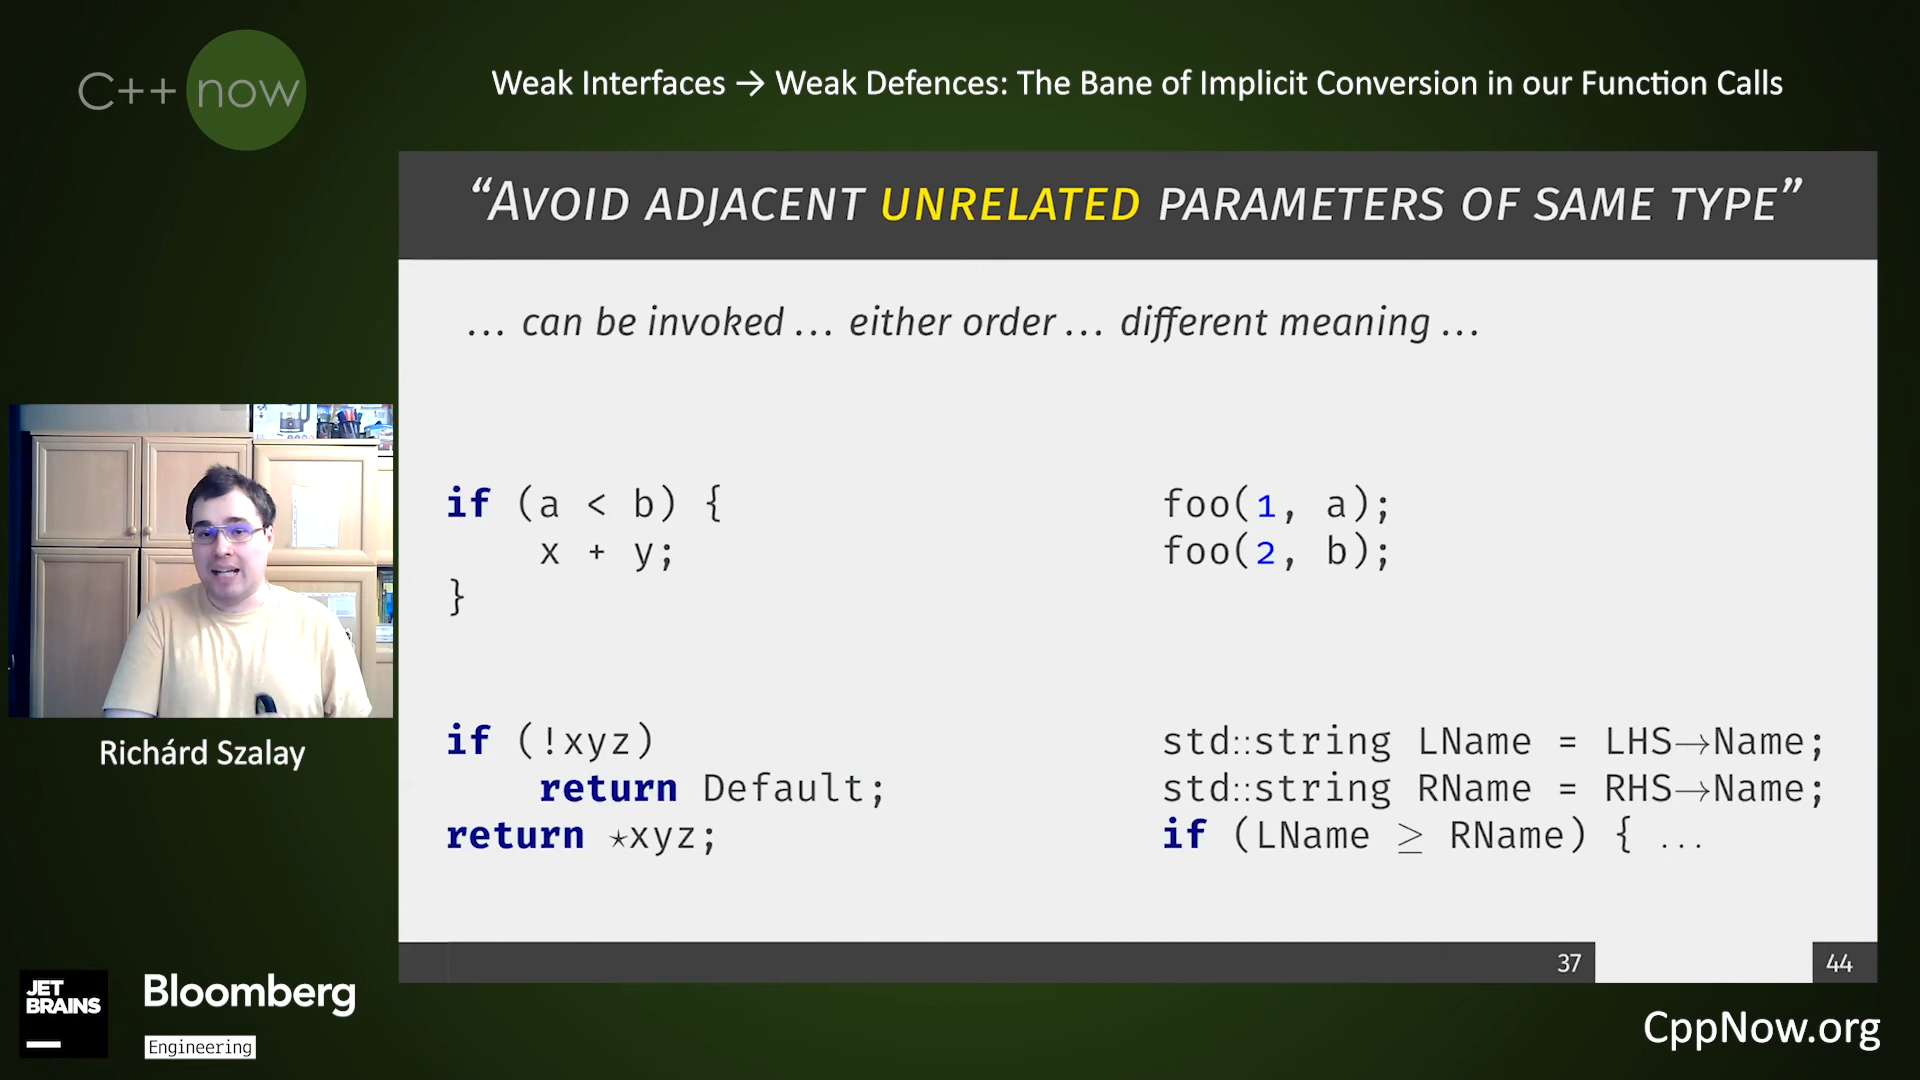 C++ now
Weak Interfaces → Weak Defences: The Bane of Implicit Conversion in our Function Calls
“AVOID ADJACENT UNRELATED PARAMETERS OF SAME TYPE”
... can be invoked ... either order ... different meaning ...
if (a < b) {
x + y;
}
foo(1, a);
foo(2, b);
if (!xyz)
return Default;
return *xyz;
std::string LName = LHS→Name;
std::string RName = RHS→Name;
if (LName ≥ RName) { ...
37
44
Richárd Szalay
JET
BRAINS
Bloomberg
Engineering
CppNow.org